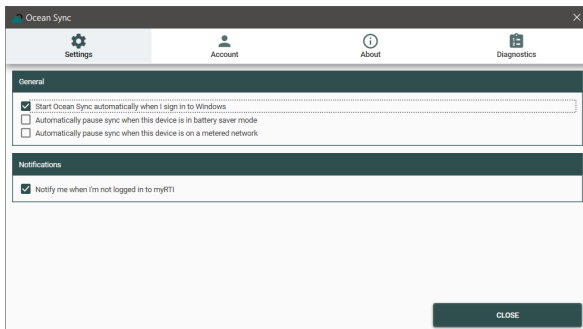 Ocean Sync
Settings
Account
About
Diagnostics
General
Start Ocean Sync automatically when I sign in to Windows
Automatically pause sync when this device is in battery saver mode
Automatically pause sync when this device is on a metered network
Notifications
Notify me when I'm not logged in to myRTI
CLOSE